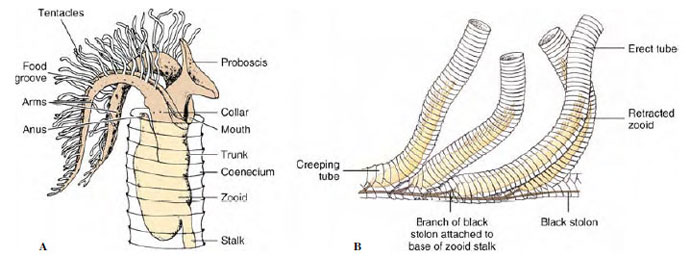 Tentacles
Food
groove
Arms
Anus
Proboscis
Collar
Mouth
Trunk
Coenecium
Zooid
Stalk
A
Erect tube
Retracted
zooid
Creeping
tube
Branch of black
stolon attached to
base of zooid stalk
Black stolon
B